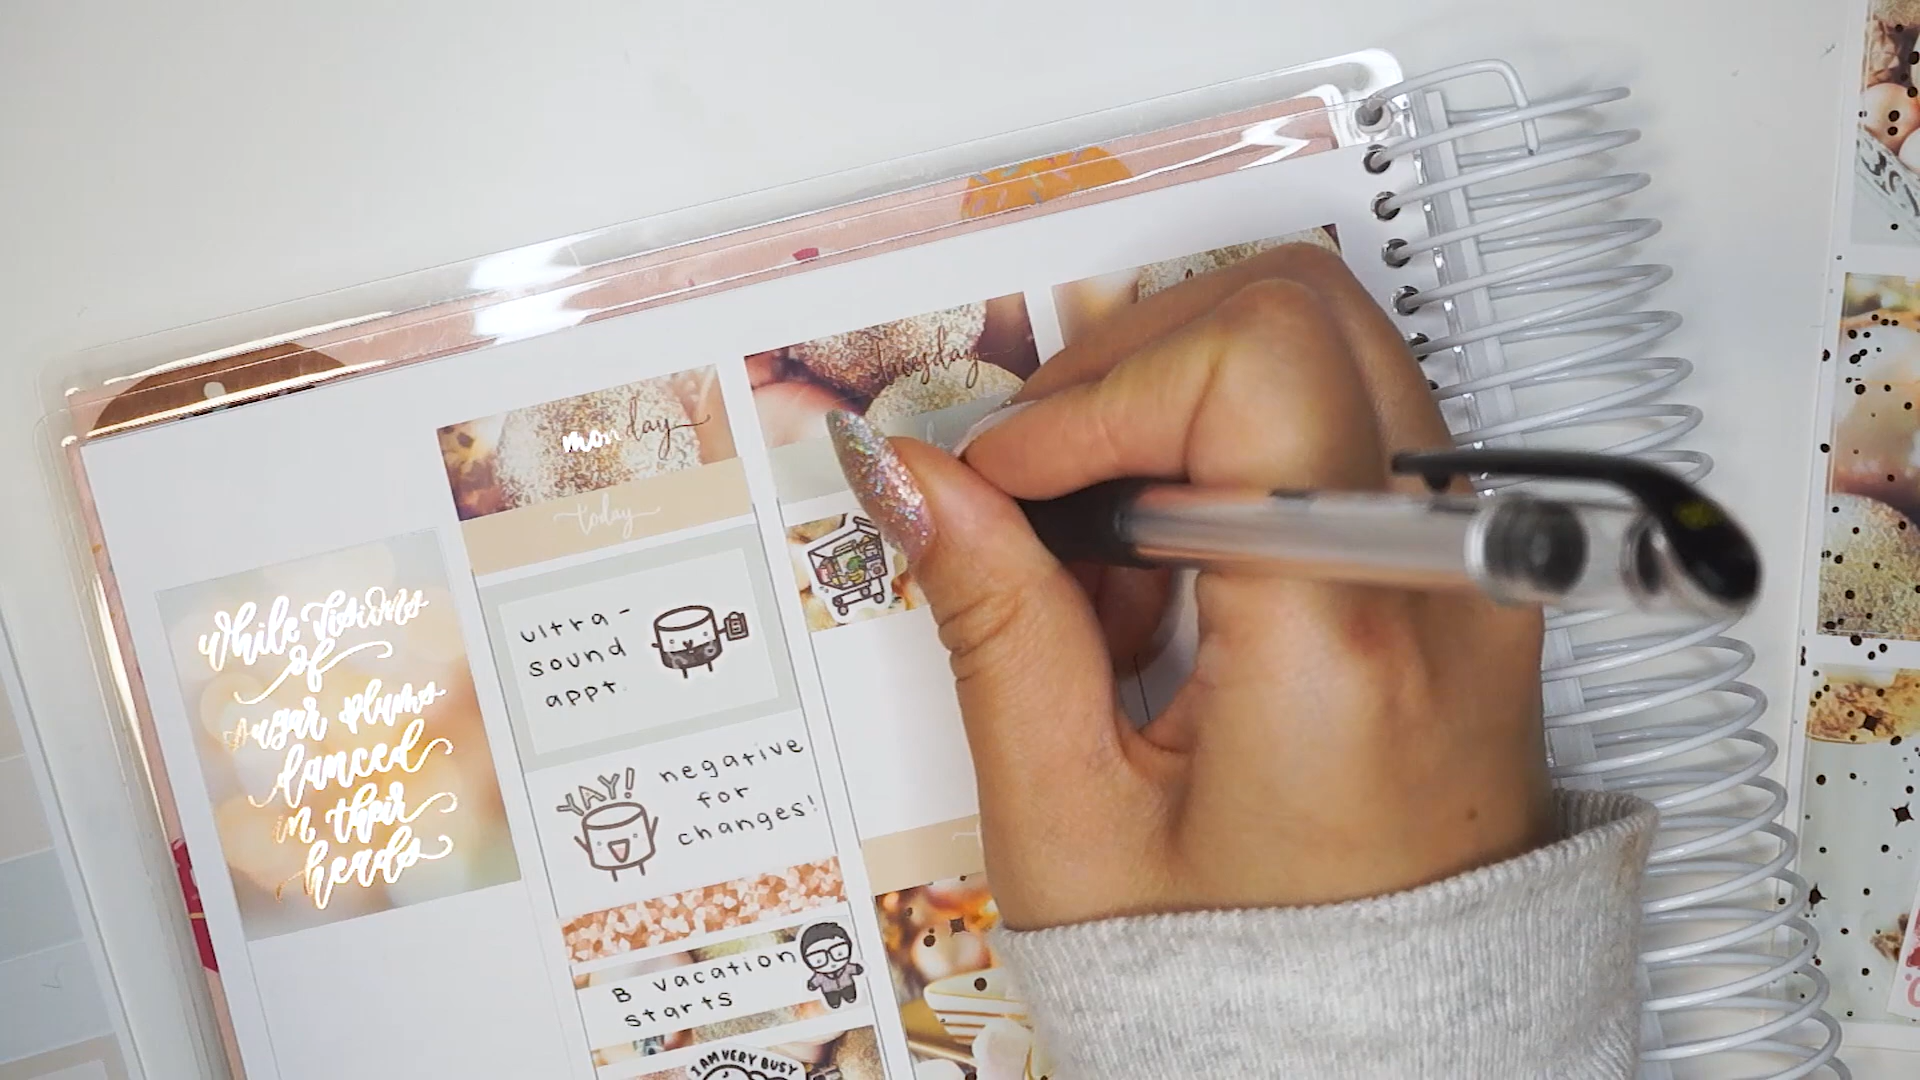 while visions
of
sugar plums
danced
in their
heads
monday
today
ultra-
sound
appt.
YAY!
negative
for
changes!
B vacation
starts
I AM VERY BUSY
tuesday